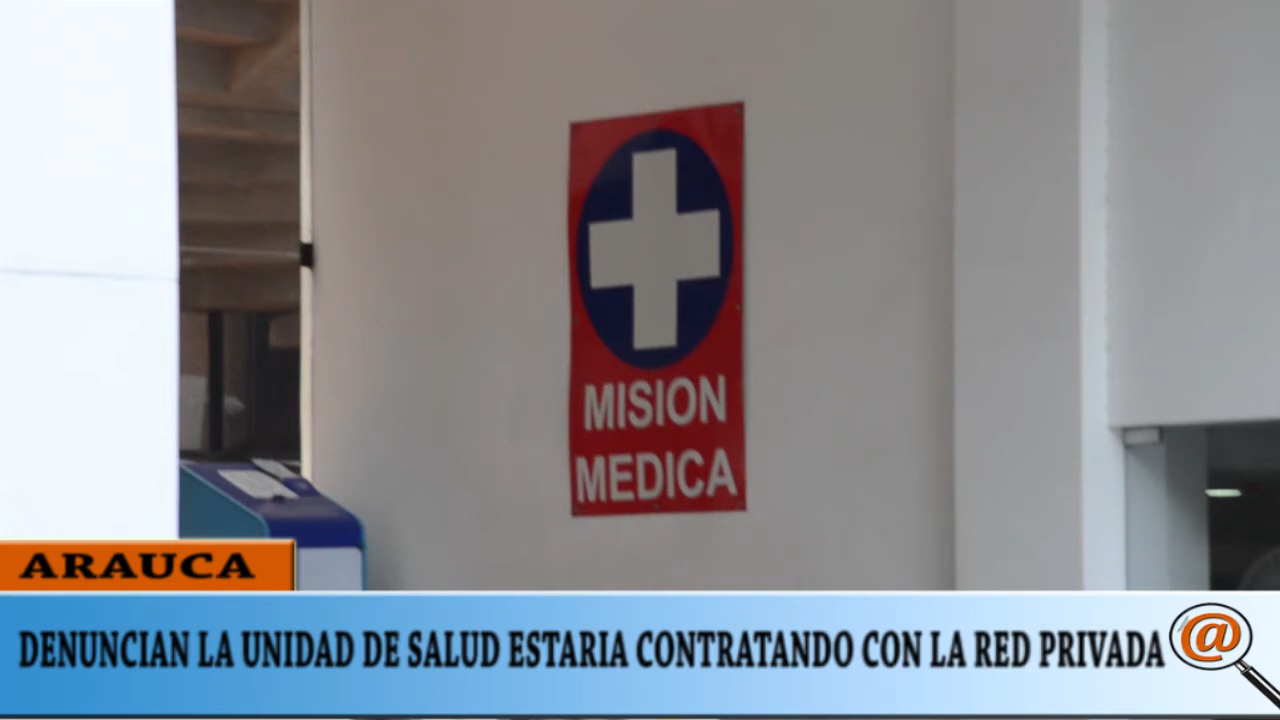 MISION
MEDICA
ARAUCA
DENUNCIAN LA UNIDAD DE SALUD ESTARIA CONTRATANDO CON LA RED PRIVADA
@